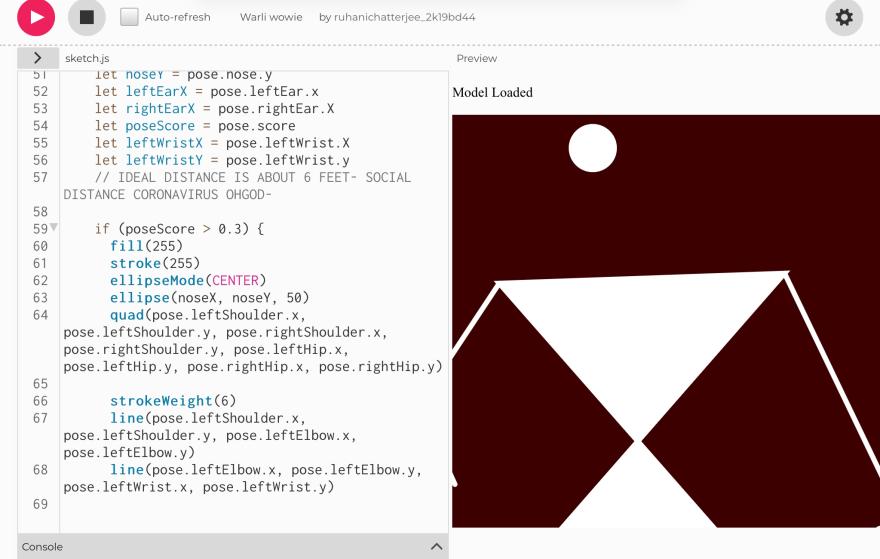 Auto-refresh Warli wowie by ruhanichatterjee_2k19bd44
sketch.js
Preview
51 let noseY = pose.nose.y
52 let leftEarX = pose.leftEar.x
53 let rightEarX = pose.rightEar.X
54 let poseScore = pose.score
55 let leftWristX = pose.leftWrist.X
56 let leftWristY = pose.leftWrist.y
57 // IDEAL DISTANCE IS ABOUT 6 FEET- SOCIAL
DISTANCE CORONAVIRUS OHGOD-
58
59 if (poseScore > 0.3) {
60 fill(255)
61 stroke(255)
62 ellipseMode(CENTER)
63 ellipse(noseX, noseY, 50)
64 quad(pose.leftShoulder.x,
pose.leftShoulder.y, pose.rightShoulder.x,
pose.rightShoulder.y, pose.leftHip.x,
pose.leftHip.y, pose.rightHip.x, pose.rightHip.y)
65
66 strokeWeight(6)
67 line(pose.leftShoulder.x,
pose.leftShoulder.y, pose.leftElbow.x,
pose.leftElbow.y)
68 line(pose.leftElbow.x, pose.leftElbow.y,
pose.leftWrist.x, pose.leftWrist.y)
69
Console
Model Loaded